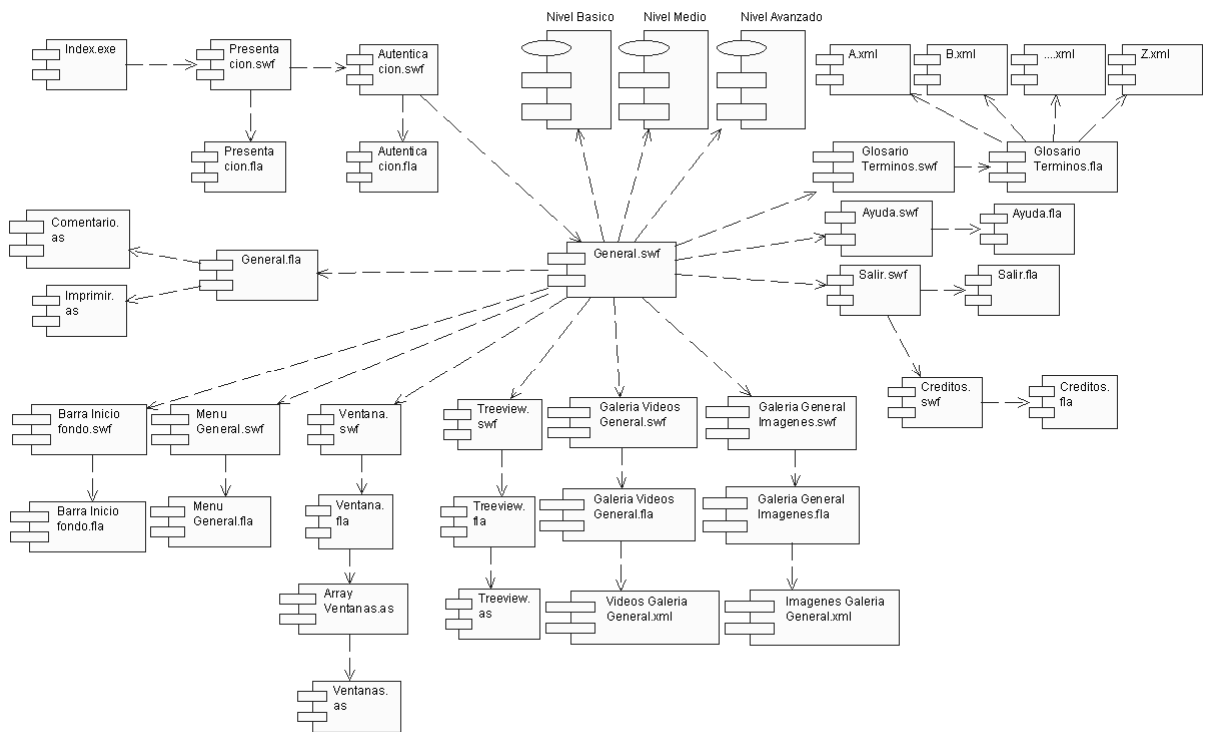 Nivel Basico
Nivel Medio
Nivel Avanzado
Index.exe
Presenta
cion.swf
Autentica
cion.swf
A.xml
B.xml
....xml
Z.xml
Presenta
cion.fla
Autentica
cion.fla
Glosario
Terminos.swf
Glosario
Terminos.fla
Comentario.
as
General.fla
General.swf
Ayuda.swf
Ayuda.fla
Imprimir.
as
Salir.swf
Salir.fla
Creditos.
swf
Creditos.
fla
Barra Inicio
fondo.swf
Menu
General.swf
Ventana.
swf
Treeview.
swf
Galeria Videos
General.swf
Galeria General
Imagenes.swf
Barra Inicio
fondo.fla
Menu
General.fla
Ventana.
fla
Treeview.
fla
Galeria Videos
General.fla
Galeria General
Imagenes.fla
Array
Ventanas.as
Treeview.
as
Videos Galeria
General.xml
Imagenes Galeria
General.xml
Ventanas.
as